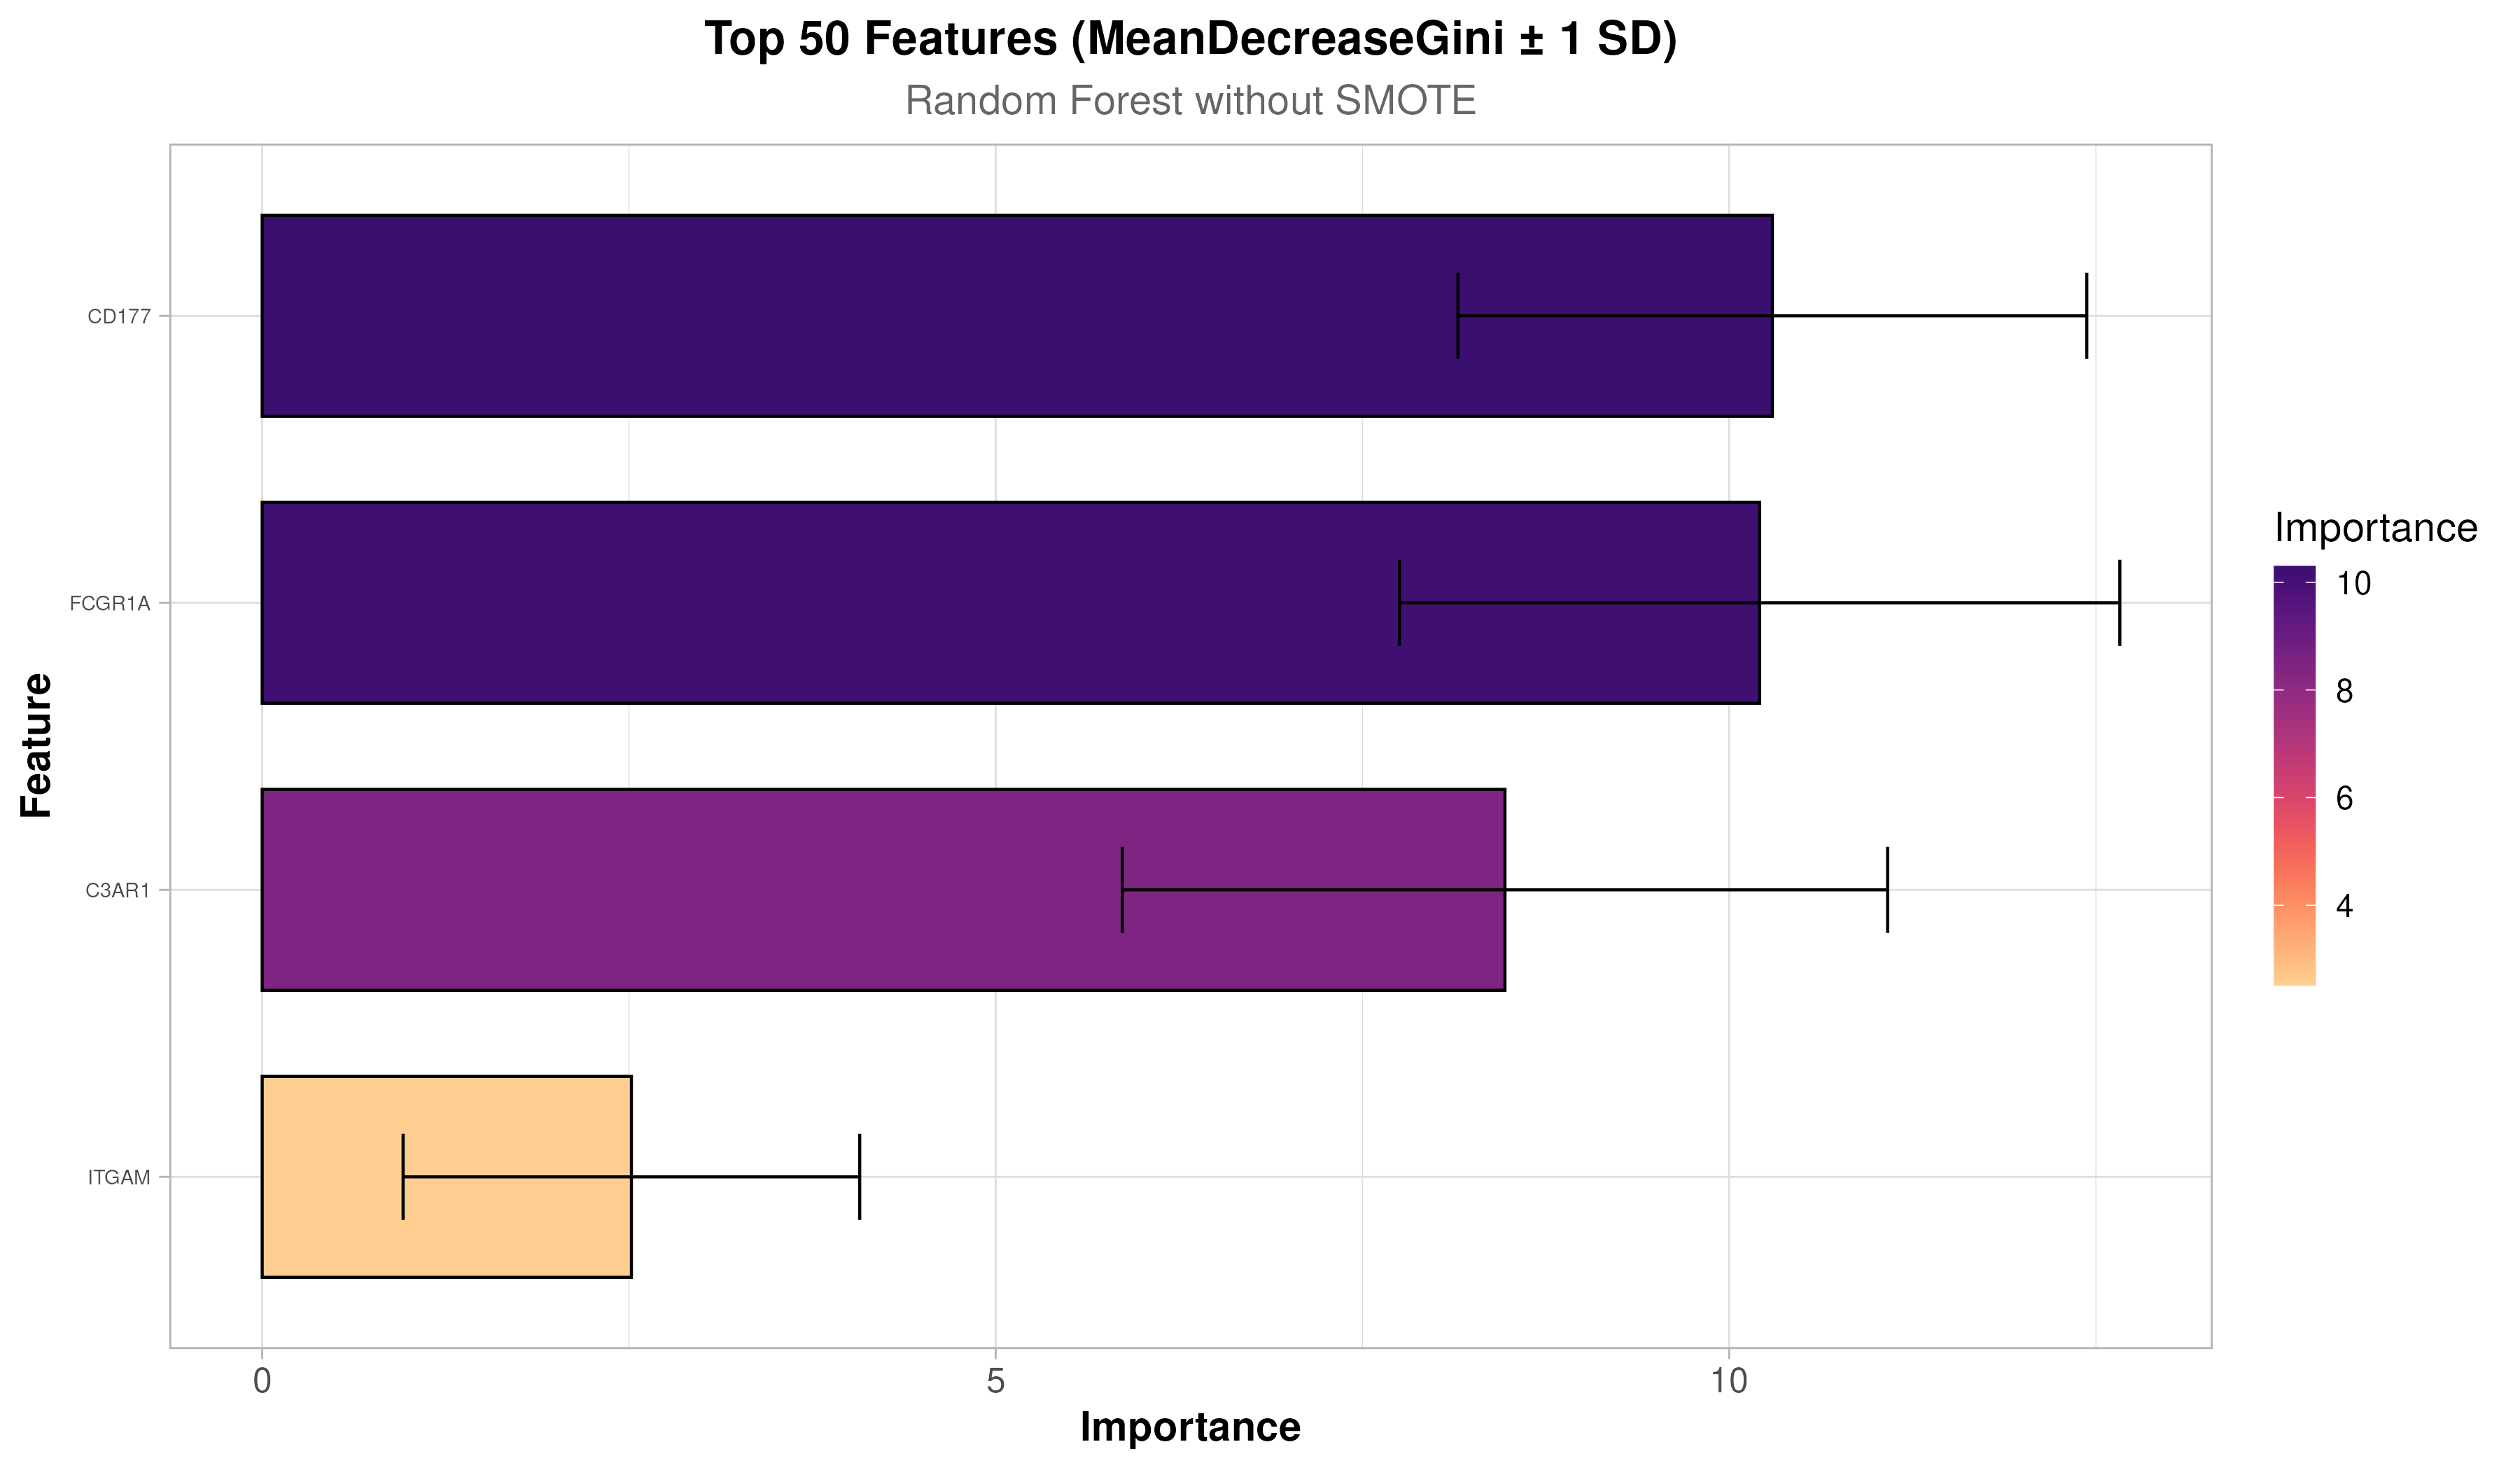 Top 50 Features (MeanDecreaseGini ± 1 SD)
Random Forest without SMOTE
Feature
CD177
FCGR1A
C3AR1
ITGAM
0 5 10
Importance
Importance
10
8
6
4